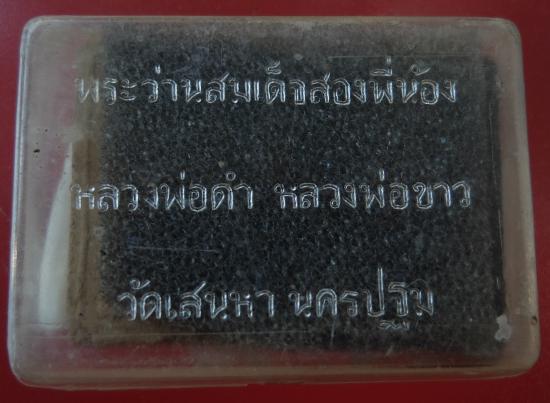 พระว่านสมเด็จสองพี่น้อง
หลวงพ่อดำ หลวงพ่อขาว
วัดเสนหา นครปฐม